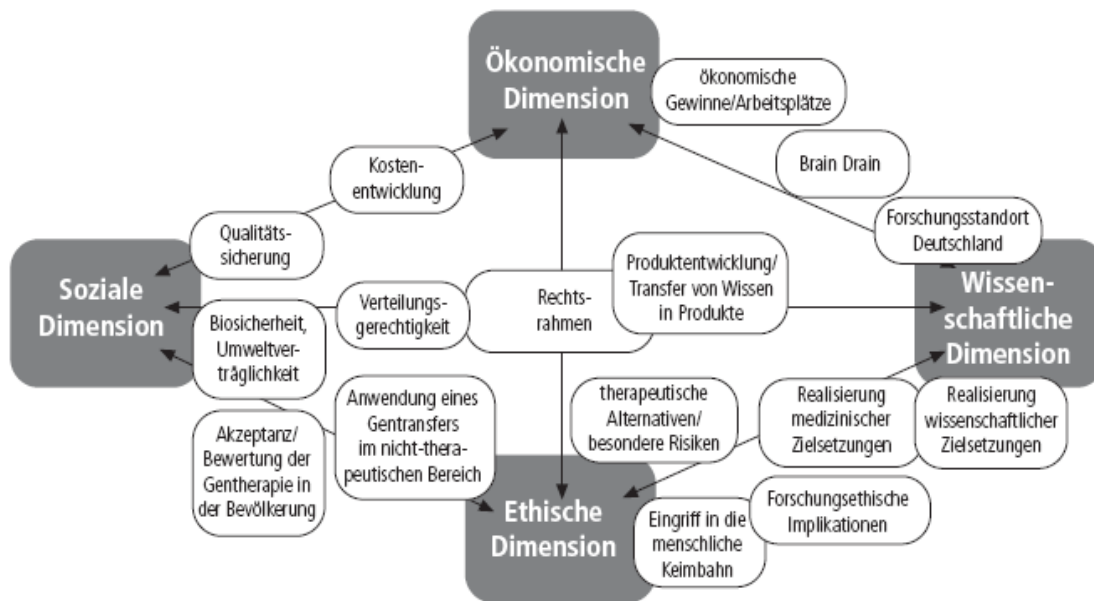 Ökonomische
Dimension
ökonomische
Gewinne/Arbeitsplätze
Brain Drain
Forschungsstandort
Deutschland
Kosten-
entwicklung
Qualitäts-
sicherung
Soziale
Dimension
Verteilungs-
gerechtigkeit
Rechts-
rahmen
Produktentwicklung/
Transfer von Wissen
in Produkte
Wissen-
schaftliche
Dimension
Biosicherheit,
Umweltver-
träglichkeit
Akzeptanz/
Bewertung der
Gentherapie in
der Bevölkerung
Anwendung eines
Gentransfers
im nicht-thera-
peutischen Bereich
therapeutische
Alternativen/
besondere Risiken
Realisierung
medizinischer
Zielsetzungen
Realisierung
wissenschaftlicher
Zielsetzungen
Ethische
Dimension
Eingriff in die
menschliche
Keimbahn
Forschungsethische
Implikationen